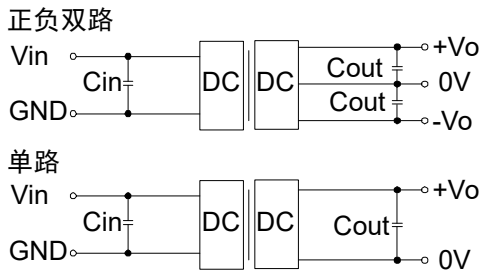 正负双路
Vin
Cin
GND
DC DC
Cout
Cout
+Vo
0V
-Vo
单路
Vin
Cin
GND
DC DC
Cout
+Vo
0V